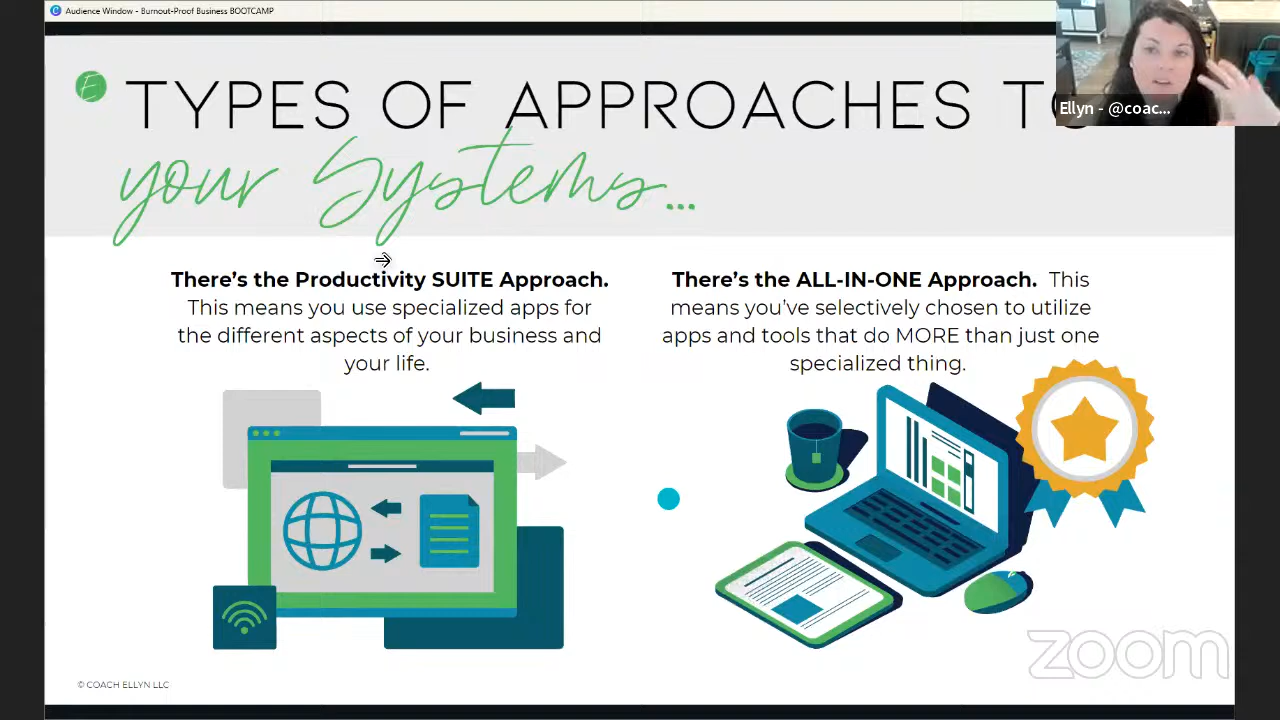 Audience Window - Burnout-Proof Business BOOTCAMP
E
TYPES OF APPROACHES TO
your Systems...
Ellyn - @coac...
There's the Productivity SUITE Approach.
This means you use specialized apps for
the different aspects of your business and
your life.
There's the ALL-IN-ONE Approach. This
means you've selectively chosen to utilize
apps and tools that do MORE than just one
specialized thing.
zoom
© COACH ELLYN LLC